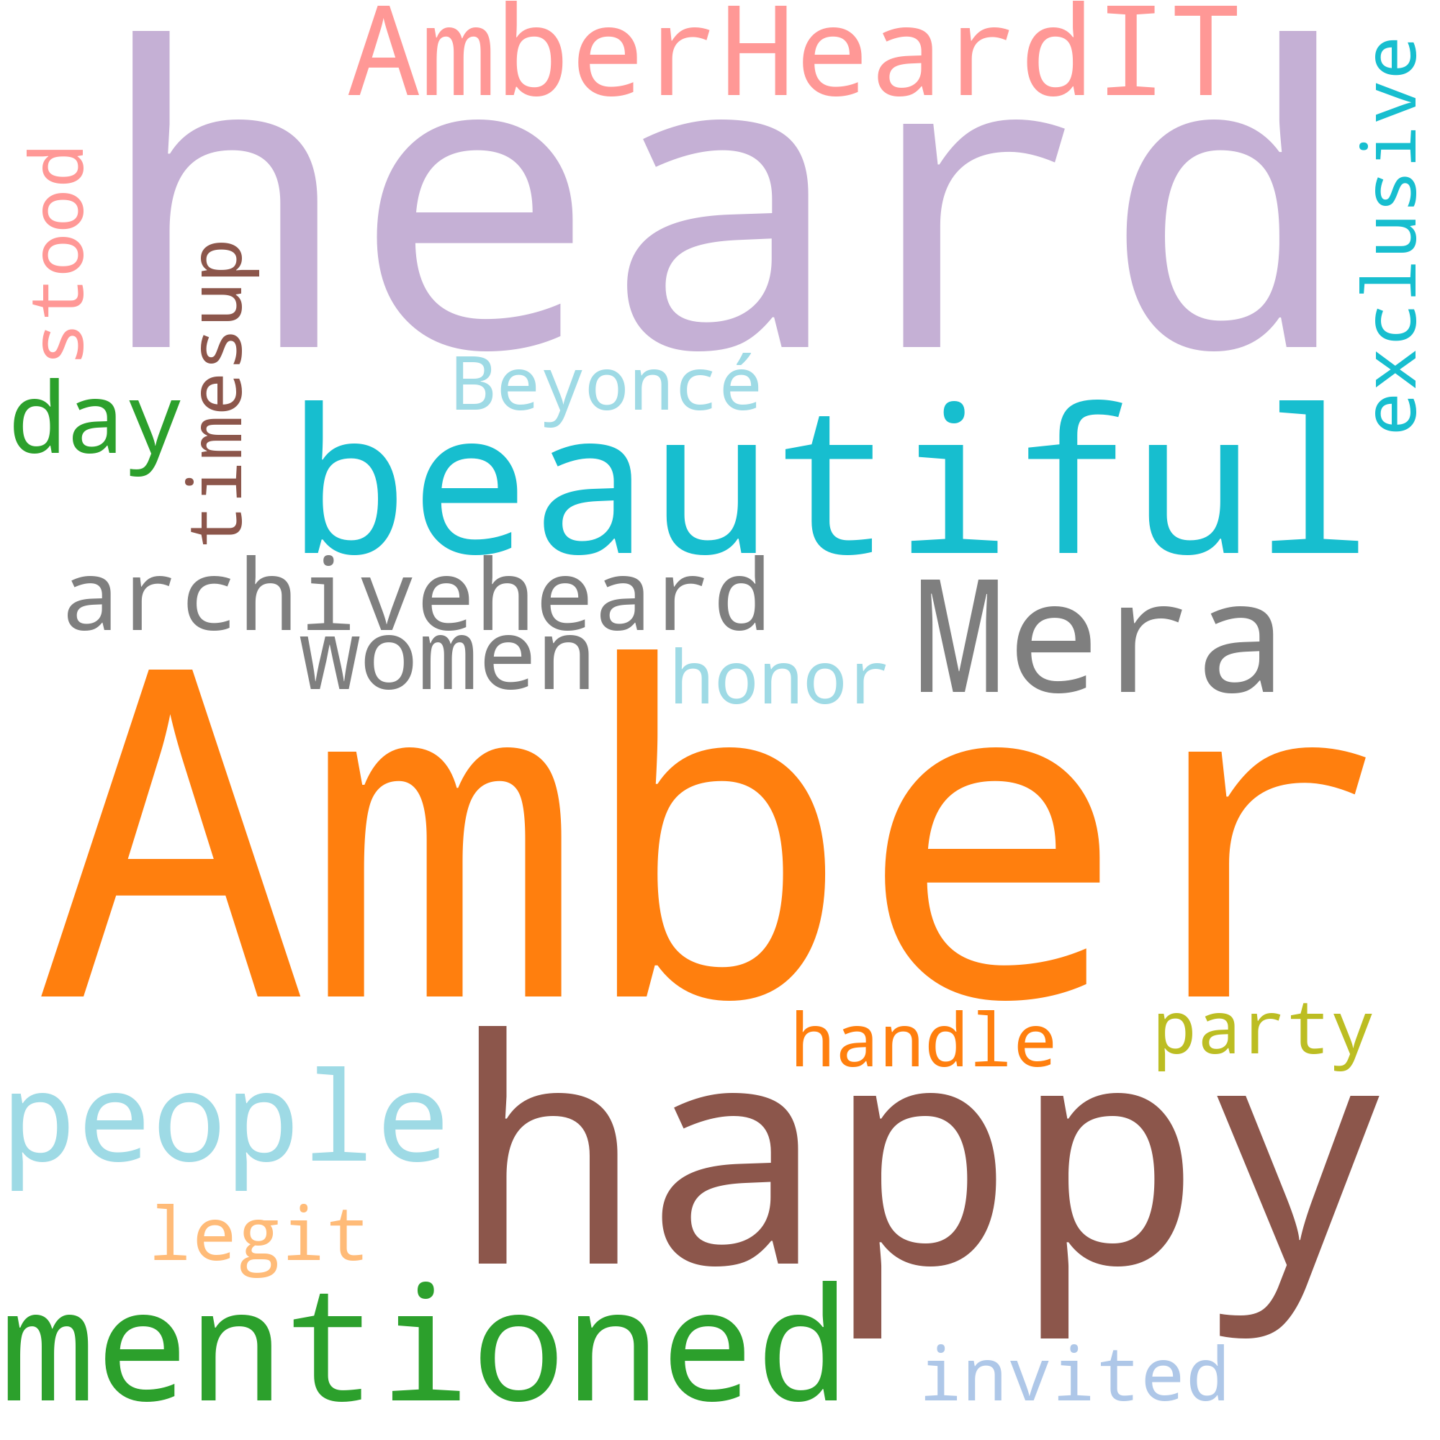 AmberHeardIT
heard
exclusive
stood
timesup
Beyoncé
day
beautiful
archiveheard
Mera
women
honor
Amber
handle
party
people
happy
legit
mentioned
invited